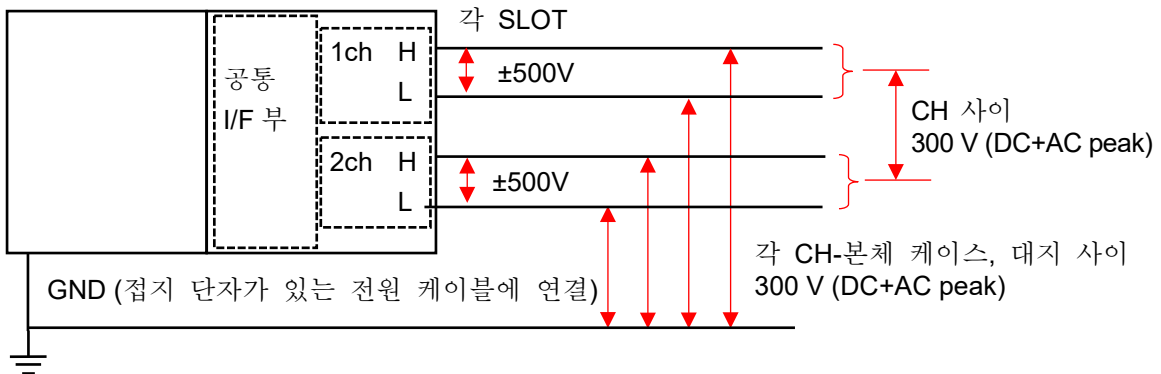 각 SLOT
공통
I/F 부
1ch H
L
±500V
2ch H
L
±500V
CH 사이
300 V (DC+AC peak)
각 CH-본체 케이스, 대지 사이
300 V (DC+AC peak)
GND (접지 단자가 있는 전원 케이블에 연결)